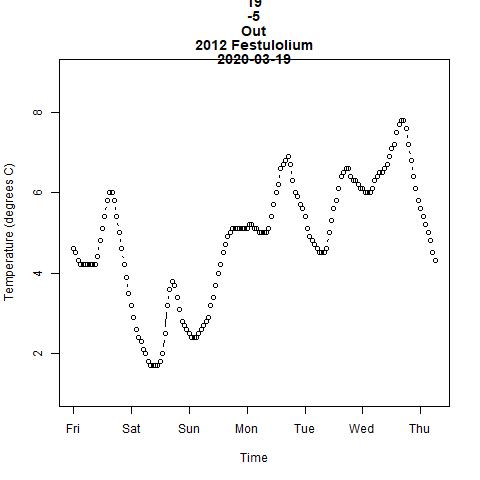 19
-5
Out
2012 Festulolium
2020-03-19
Temperature (degrees C)
8
6
4
2
Fri Sat Sun Mon Tue Wed Thu
Time